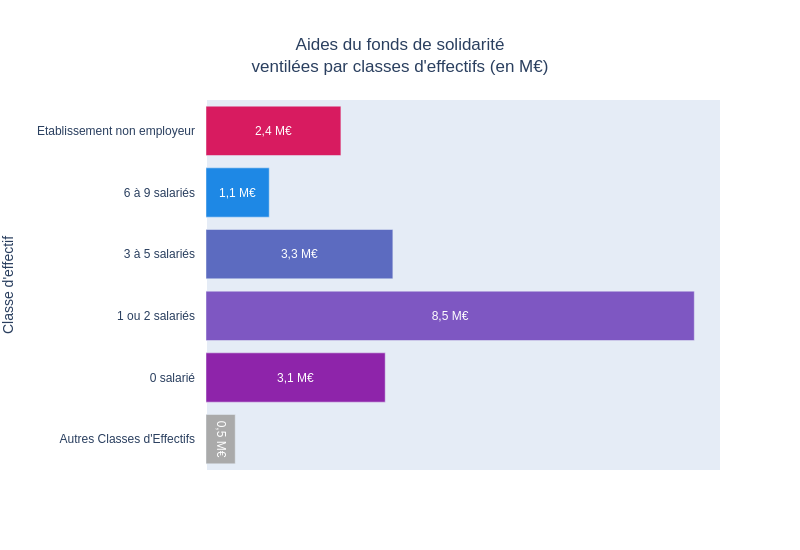 Aides du fonds de solidarité
ventilées par classes d'effectifs (en M€)
Classe d'effectif
Etablissement non employeur
2,4 M€
6 à 9 salariés
1,1 M€
3 à 5 salariés
3,3 M€
1 ou 2 salariés
8,5 M€
0 salarié
3,1 M€
Autres Classes d'Effectifs
0,5 M€